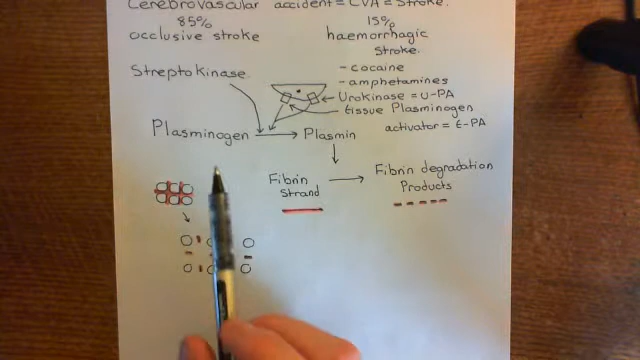 Cerebrovascular accident = CVA = Stroke.
85%
occlusive stroke
15%
haemorrhagic
stroke.
- cocaine
- amphetamines
Streptokinase
Urokinase = u-PA
tissue Plasminogen
activator = t-PA
Plasminogen
Plasmin
Fibrin
Strand
Fibrin degradation
Products